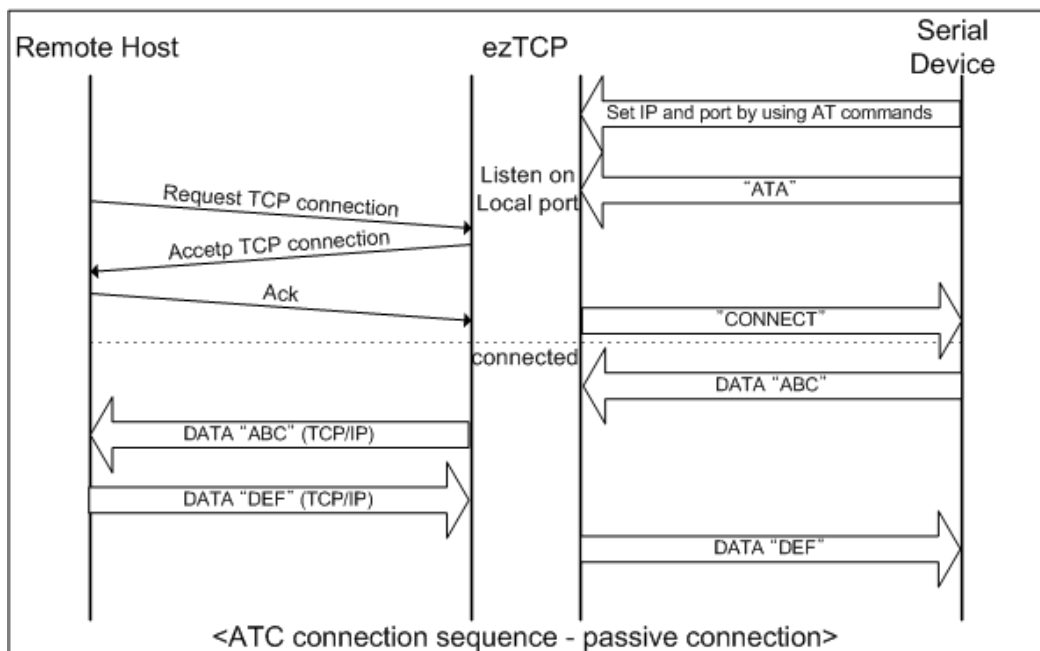 Remote Host
ezTCP
Serial
Device
Set IP and port by using AT commands
Listen on
Local port
"ATA"
Request TCP connection
Accetp TCP connection
Ack
"CONNECT"
connected
DATA "ABC"
DATA "ABC" (TCP/IP)
DATA "DEF" (TCP/IP)
DATA "DEF"
<ATC connection sequence - passive connection>